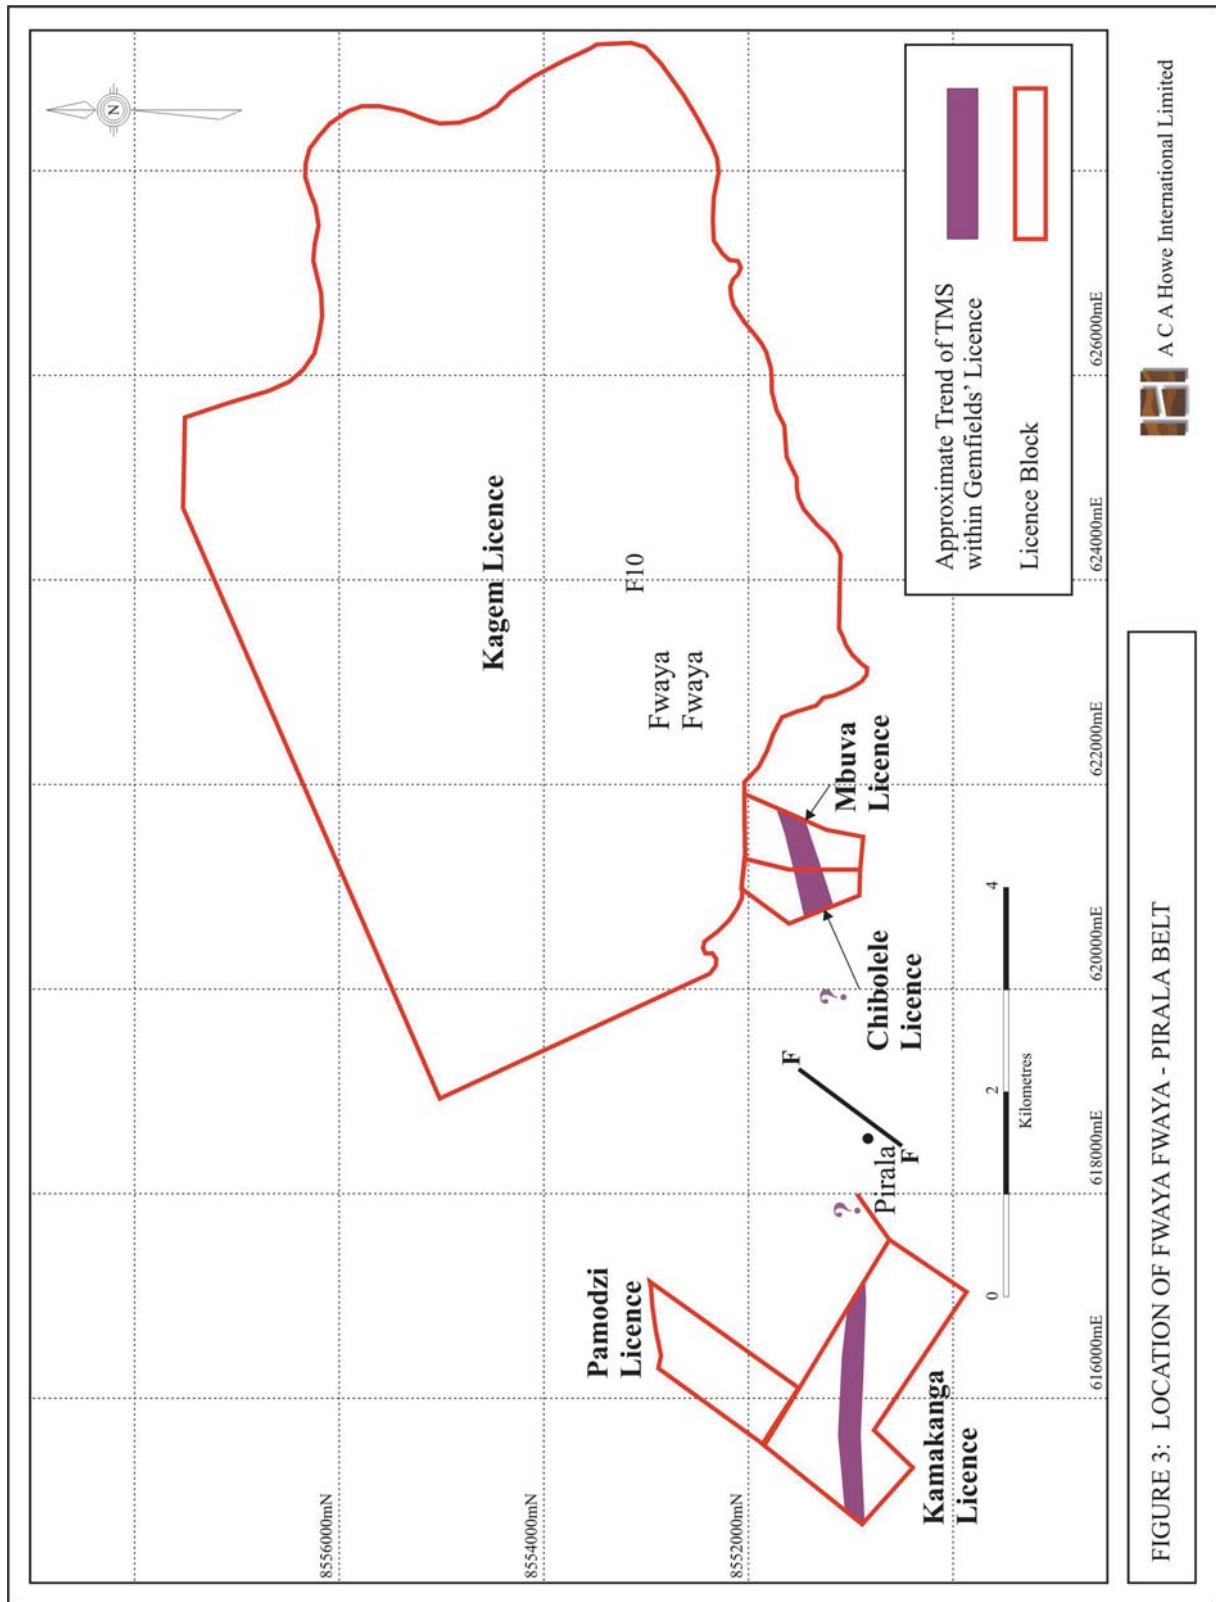 N
8556000mN
8554000mN
8552000mN
Kagem Licence
F10
Fwaya
Fwaya
Pamodzi
Licence
Mbuva
Licence
?
?
F
F
Pirala
Chibolele
Licence
Kamakanga
Licence
0
2
4
Kilometres
616000mE
618000mE
620000mE
622000mE
624000mE
626000mE
Approximate Trend of TMS
within Gemfields' Licence
Licence Block
FIGURE 3: LOCATION OF FWAYA FWAYA - PIRALA BELT
A C A Howe International Limited